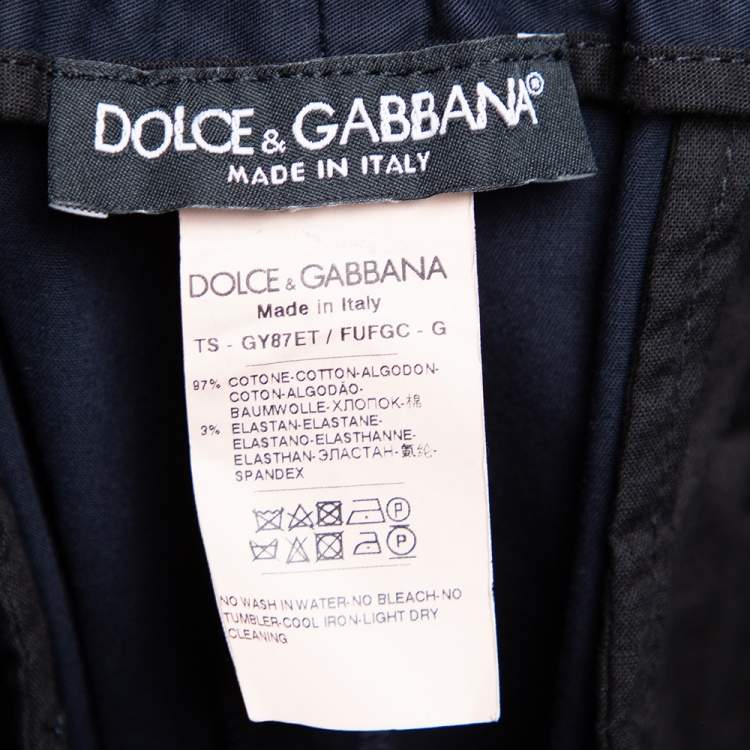 DOLCE & GABBANA®
MADE IN ITALY
DOLCE & GABBANA
Made in Italy
TS - GY87ET / FUFGC - G
97% COTONE-COTTON-ALGODON-
COTON-ALGODÃO-
BAUMWOLLE-ХЛОПОК-棉
3% ELASTAN-ELASTANE-
ELASTANO-ELASTHANNE-
ELASTHAN-ЭЛАСТАН-氨纶-
SPANDEX
P
P
NO WASH IN WATER-NO BLEACH-NO
TUMBLER-COOL IRON-LIGHT DRY
CLEANING